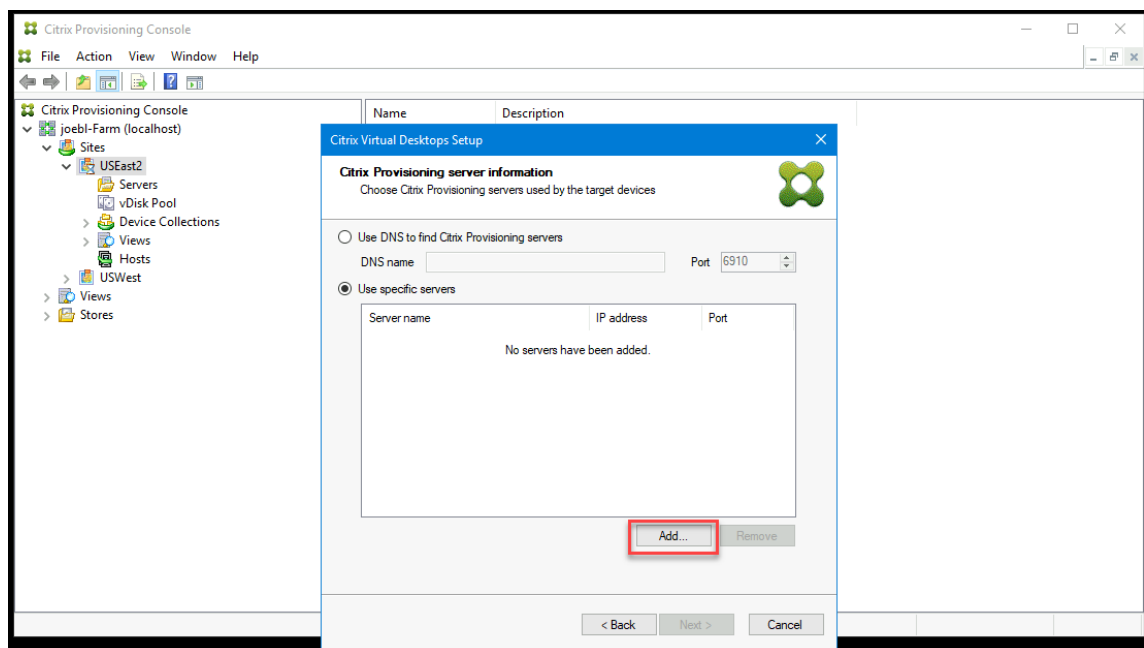 Citrix Provisioning Console
File Action View Window Help
Citrix Provisioning Console
joebl-Farm (localhost)
Sites
USEast2
Servers
vDisk Pool
Device Collections
Views
Hosts
USWest
Views
Stores
Name Description
Citrix Virtual Desktops Setup
Citrix Provisioning server information
Choose Citrix Provisioning servers used by the target devices
Use DNS to find Citrix Provisioning servers
DNS name Port 6910
Use specific servers
Server name IP address Port
No servers have been added.
Add... Remove
< Back Next > Cancel